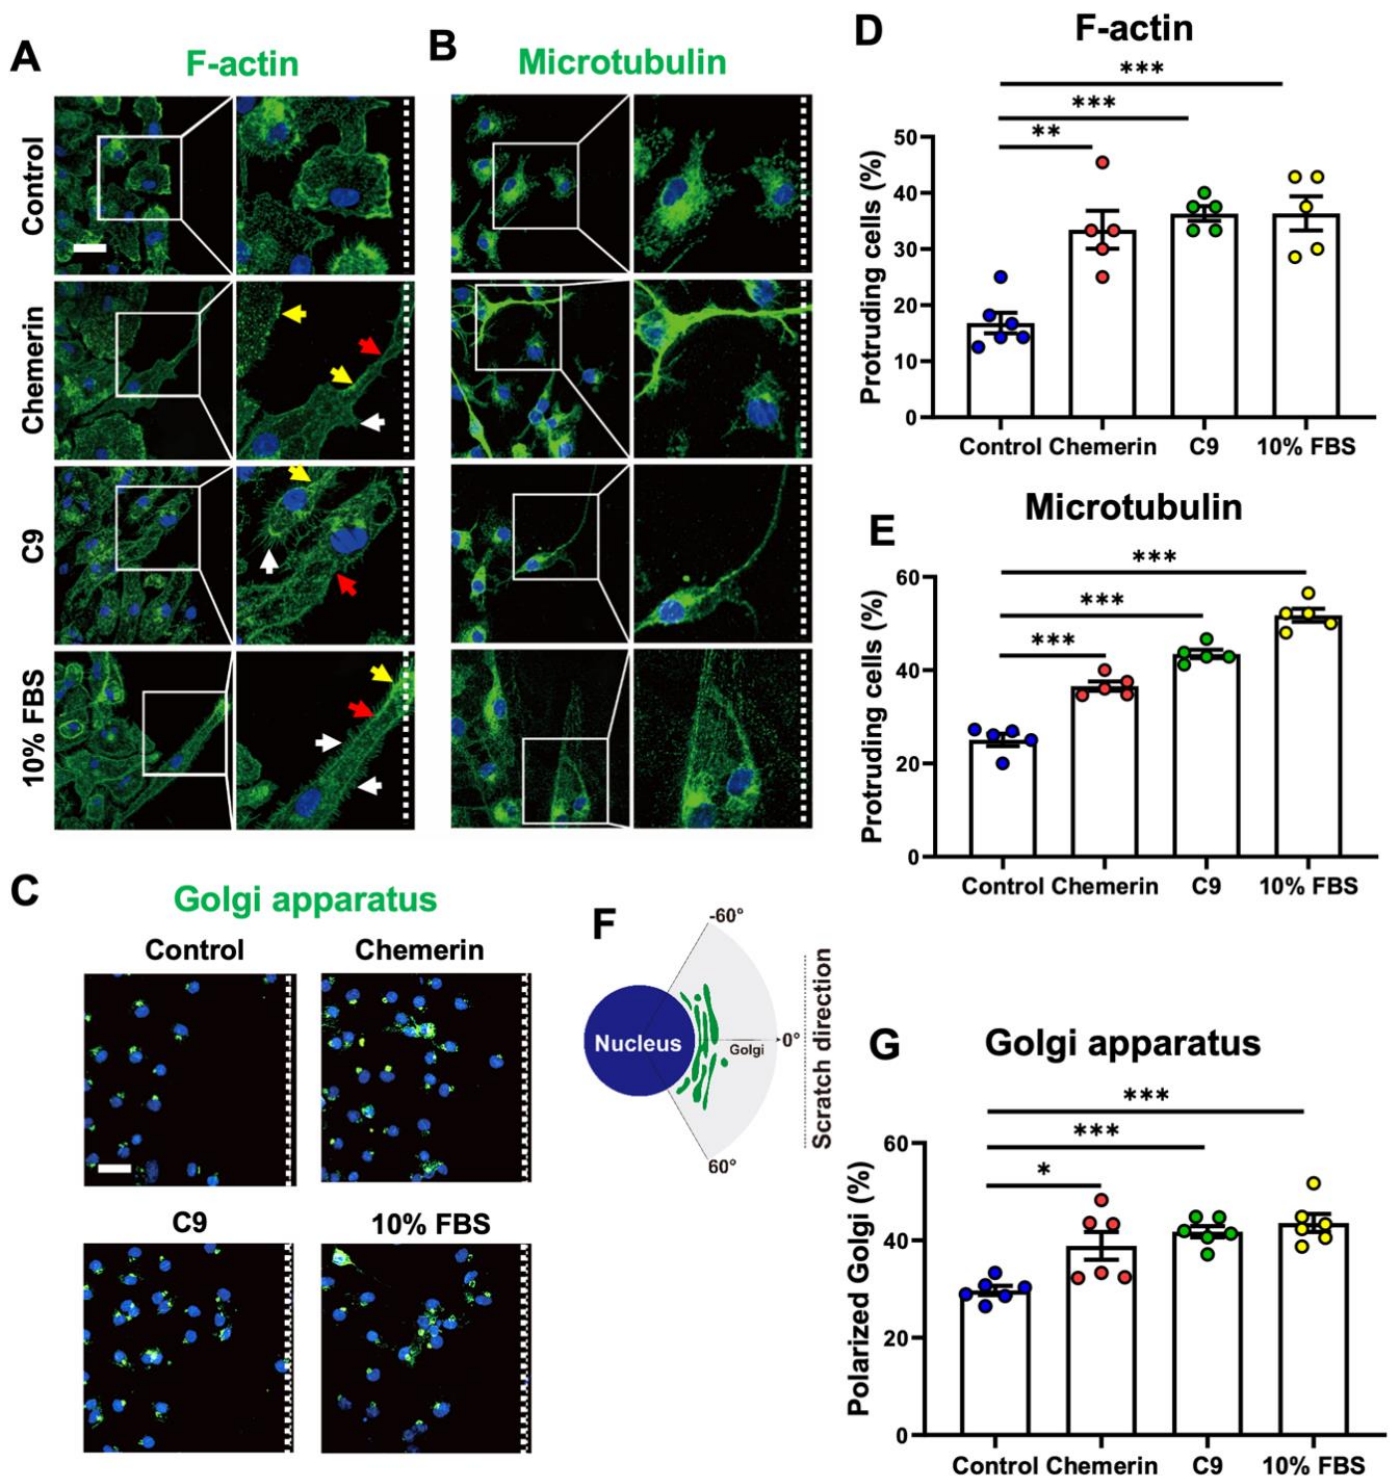 A
F-actin
Control
Chemerin
C9
10% FBS
B
Microtubulin
C
Golgi apparatus
Control
Chemerin
C9
10% FBS
D
F-actin
***
***
**
Protruding cells (%)
50
40
30
20
10
0
Control Chemerin C9 10% FBS
E
Microtubulin
***
***
***
Protruding cells (%)
60
40
20
0
Control Chemerin C9 10% FBS
F
-60°
Nucleus
Golgi
0°
60°
Scratch direction
G
Golgi apparatus
***
***
*
Polarized Golgi (%)
60
40
20
0
Control Chemerin C9 10% FBS